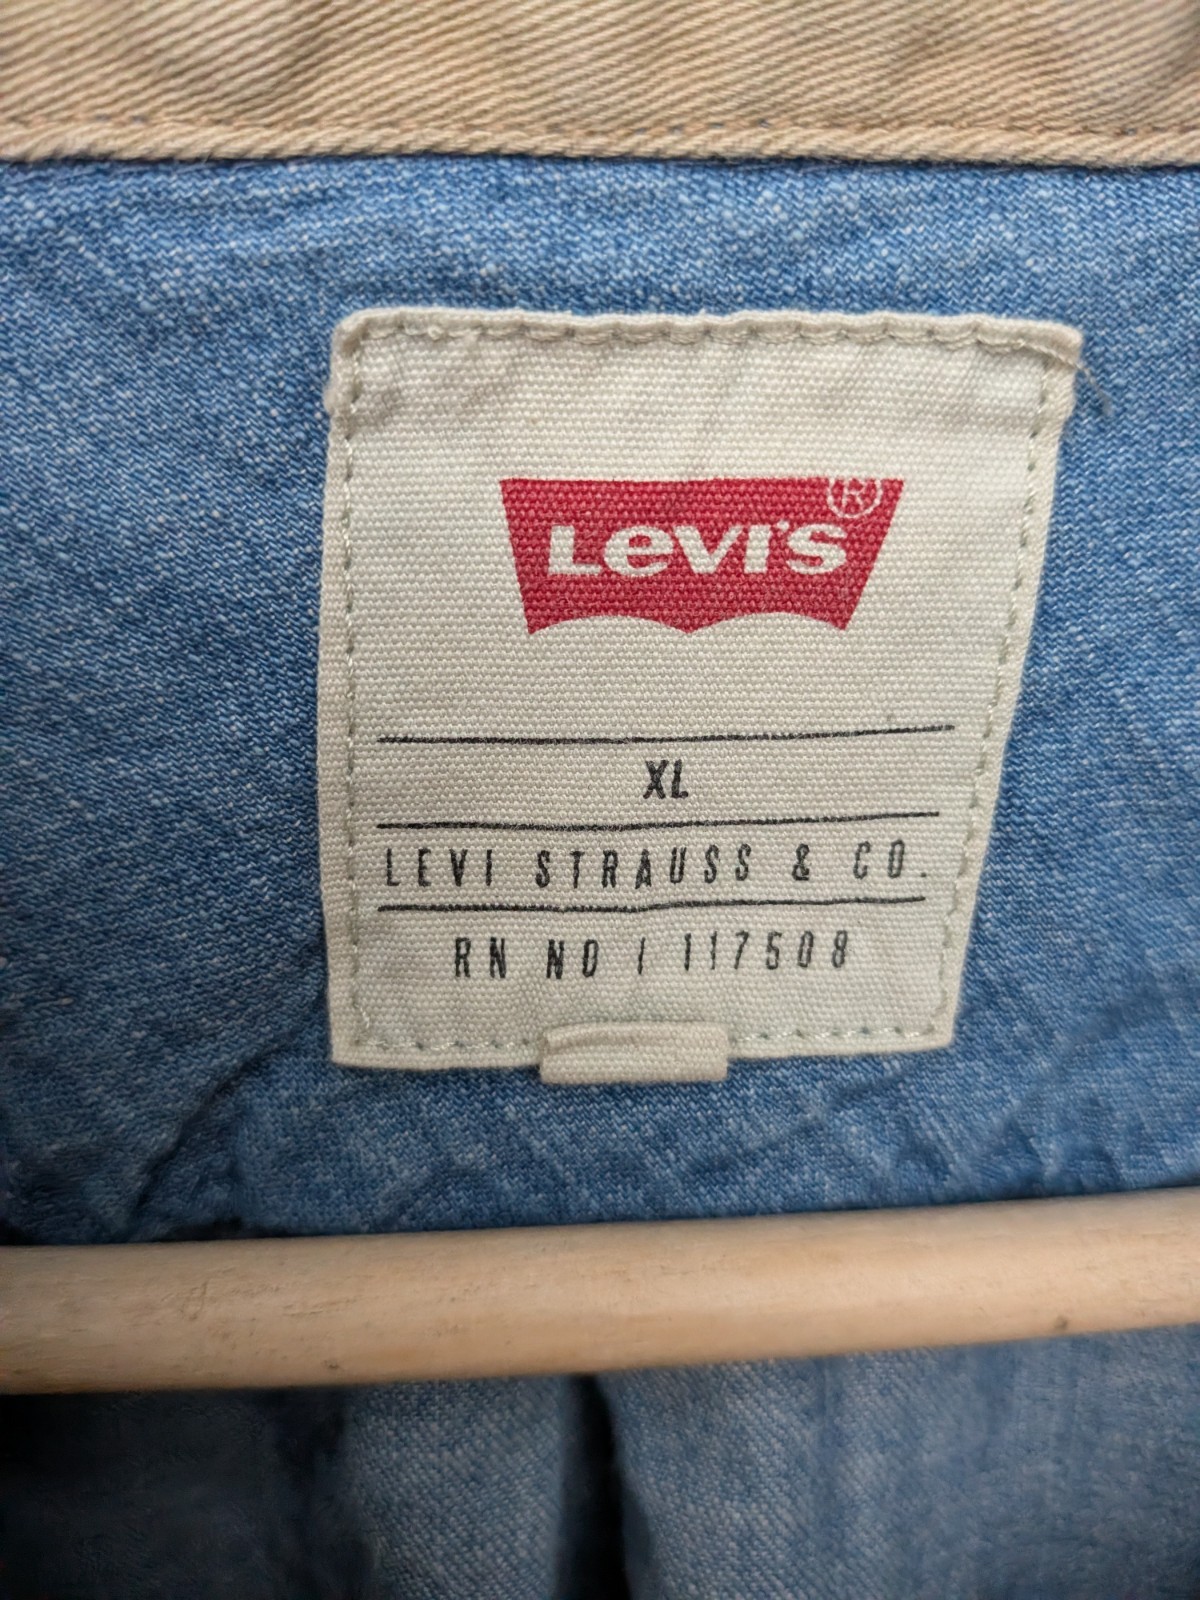 Levi's®
XL
LEVI STRAUSS & CO.
RN NO / 117508